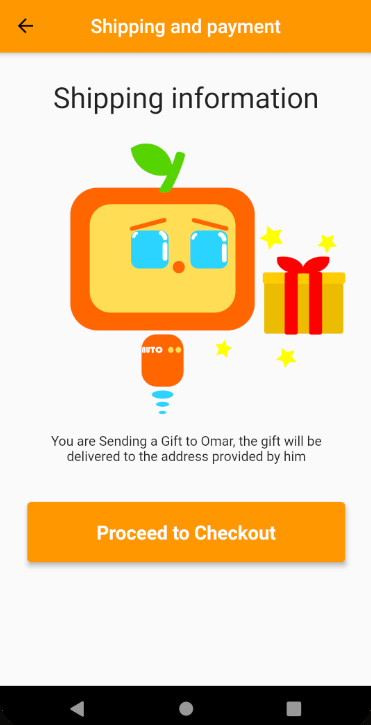 Shipping and payment
Shipping information
AUTO
You are Sending a Gift to Omar, the gift will be
delivered to the address provided by him
Proceed to Checkout